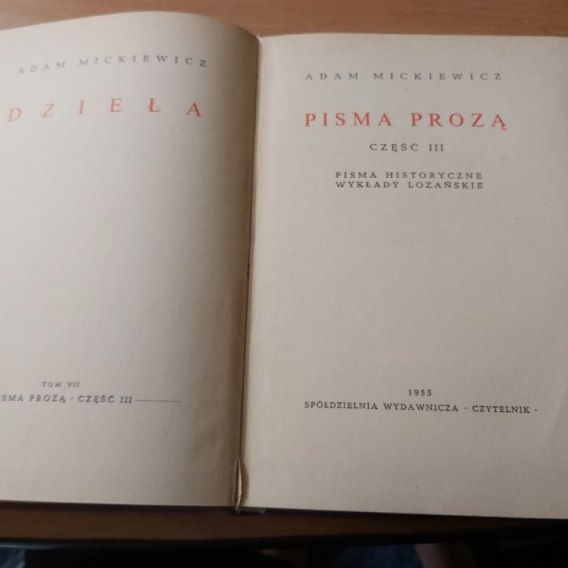 ADAM MICKIEWICZ
DZIEŁA
TOM VII
PROZĄ · CZĘŚĆ III
ADAM MICKIEWICZ
PISMA PROZĄ
CZĘŚĆ III
PISMA HISTORYCZNE
WYKŁADY LOZAŃSKIE
1955
SPÓŁDZIELNIA WYDAWNICZA · CZYTELNIK ·